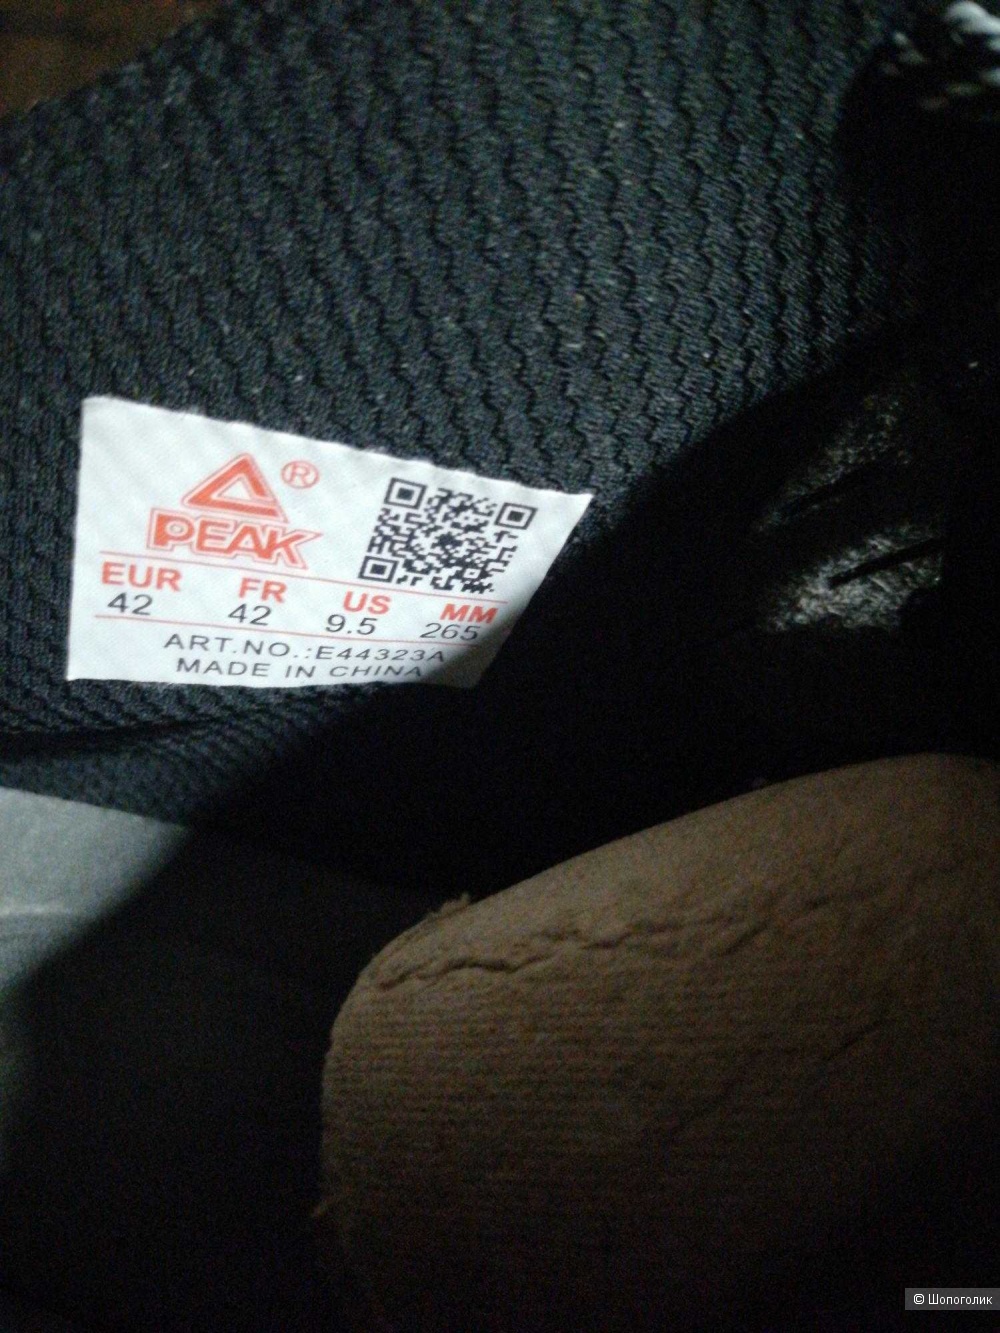 ®
PEAK
EUR FR US MM
42 42 9.5 265
ART.NO.:E44323A
MADE IN CHINA
© Шопоголик